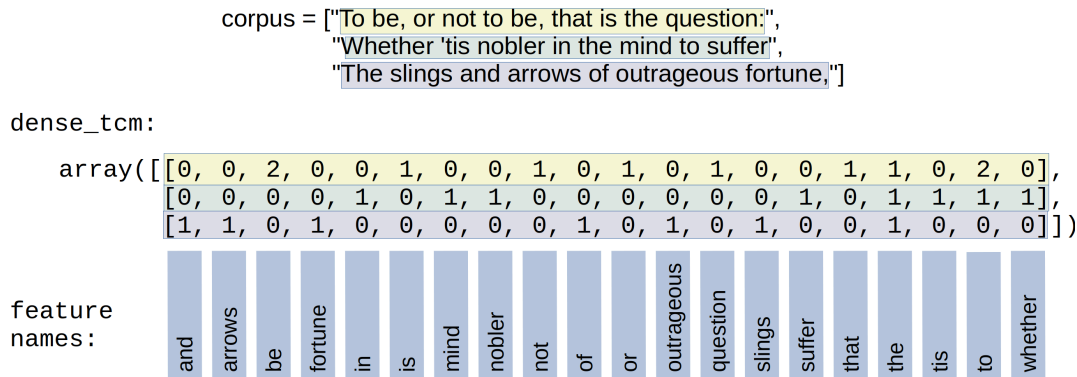 corpus = ["To be, or not to be, that is the question:",
"Whether 'tis nobler in the mind to suffer",
"The slings and arrows of outrageous fortune,"]
dense_tcm:
array([[0, 0, 2, 0, 0, 1, 0, 0, 1, 0, 1, 0, 1, 0, 0, 1, 1, 0, 2, 0],
[0, 0, 0, 0, 1, 0, 1, 1, 0, 0, 0, 0, 0, 0, 1, 0, 1, 1, 1, 1],
[1, 1, 0, 1, 0, 0, 0, 0, 0, 1, 0, 1, 0, 1, 0, 0, 1, 0, 0, 0]])
feature
names:
and
arrows
be
fortune
in
is
mind
nobler
not
of
or
outrageous
question
slings
suffer
that
the
tis
to
whether